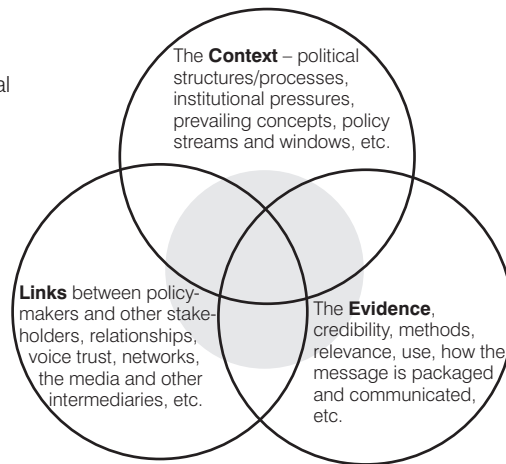 al
The Context – political
structures/processes,
institutional pressures,
prevailing concepts, policy
streams and windows, etc.
Links between policy-
makers and other stake-
holders, relationships,
voice trust, networks,
the media and other
intermediaries, etc.
The Evidence,
credibility, methods,
relevance, use, how the
message is packaged
and communicated,
etc.